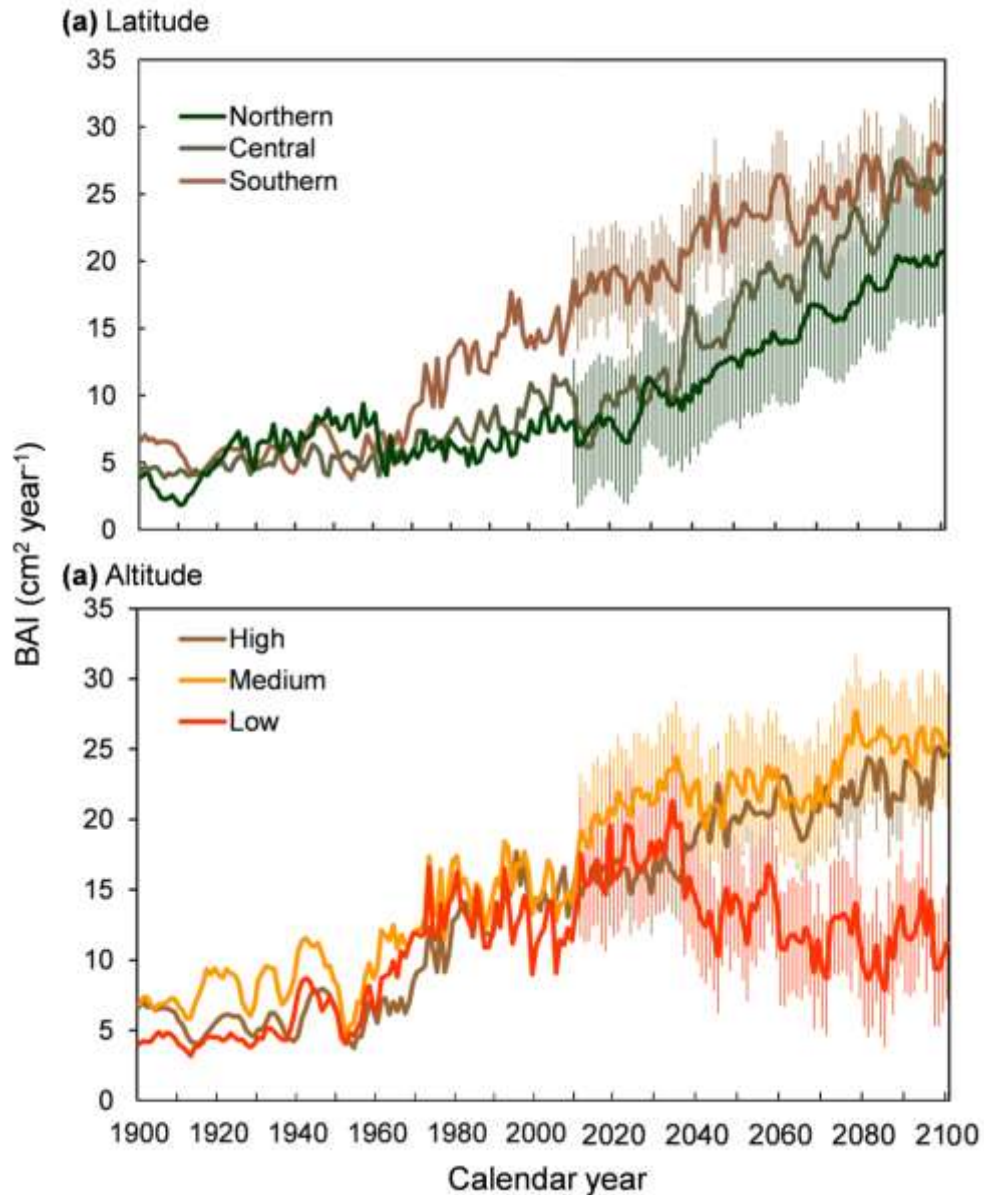 (a) Latitude
35
30
25
20
15
10
5
0
Northern
Central
Southern
BAI (cm² year⁻¹)
(a) Altitude
35
30
25
20
15
10
5
0
High
Medium
Low
1900 1920 1940 1960 1980 2000 2020 2040 2060 2080 2100
Calendar year